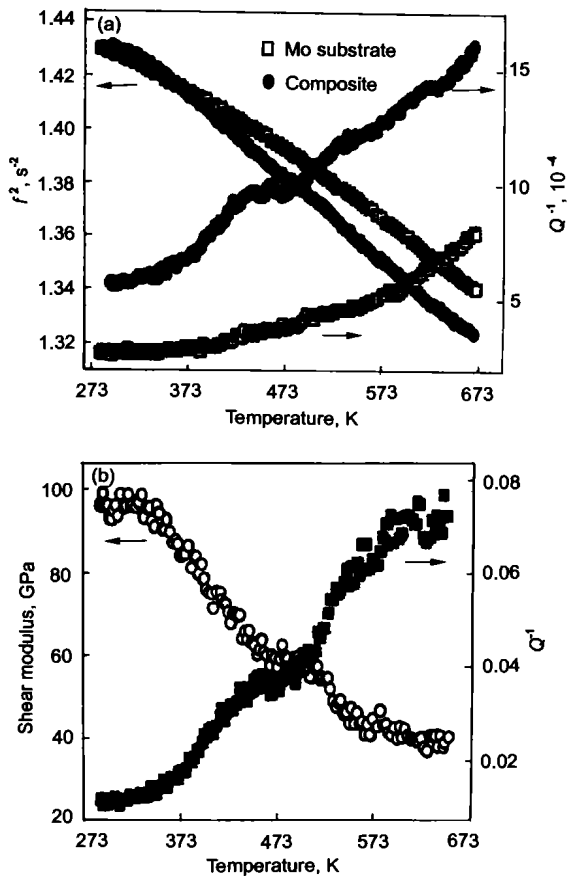 (a)
1.44
1.42
1.40
1.38
1.36
1.34
1.32
f², s⁻²
Mo substrate
Composite
15
10
5
Q⁻¹, 10⁻⁴
273 373 473 573 673
Temperature, K
(b)
100
80
60
40
20
Shear modulus, GPa
0.08
0.06
0.04
0.02
Q⁻¹
273 373 473 573 673
Temperature, K